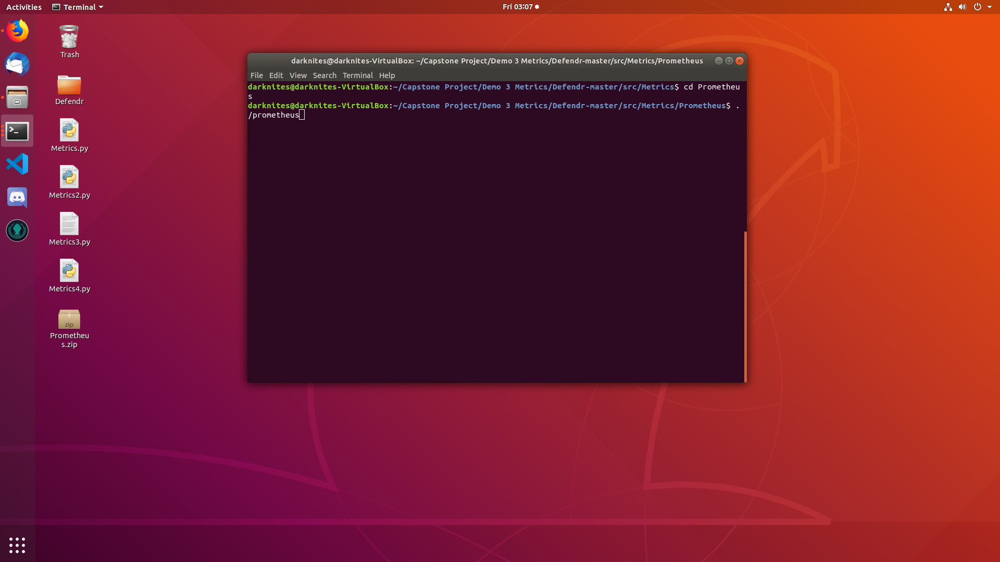 Activities Terminal Fri 03:07
Trash
Defendr
Metrics.py
Metrics2.py
Metrics3.py
Metrics4.py
zip
Prometheu
s.zip
darknites@darknites-VirtualBox: ~/Capstone Project/Demo 3 Metrics/Defendr-master/src/Metrics/Prometheus
File Edit View Search Terminal Help
darknites@darknites-VirtualBox:~/Capstone Project/Demo 3 Metrics/Defendr-master/src/Metrics$ cd Prometheu
s
darknites@darknites-VirtualBox:~/Capstone Project/Demo 3 Metrics/Defendr-master/src/Metrics/Prometheus$ .
/prometheus